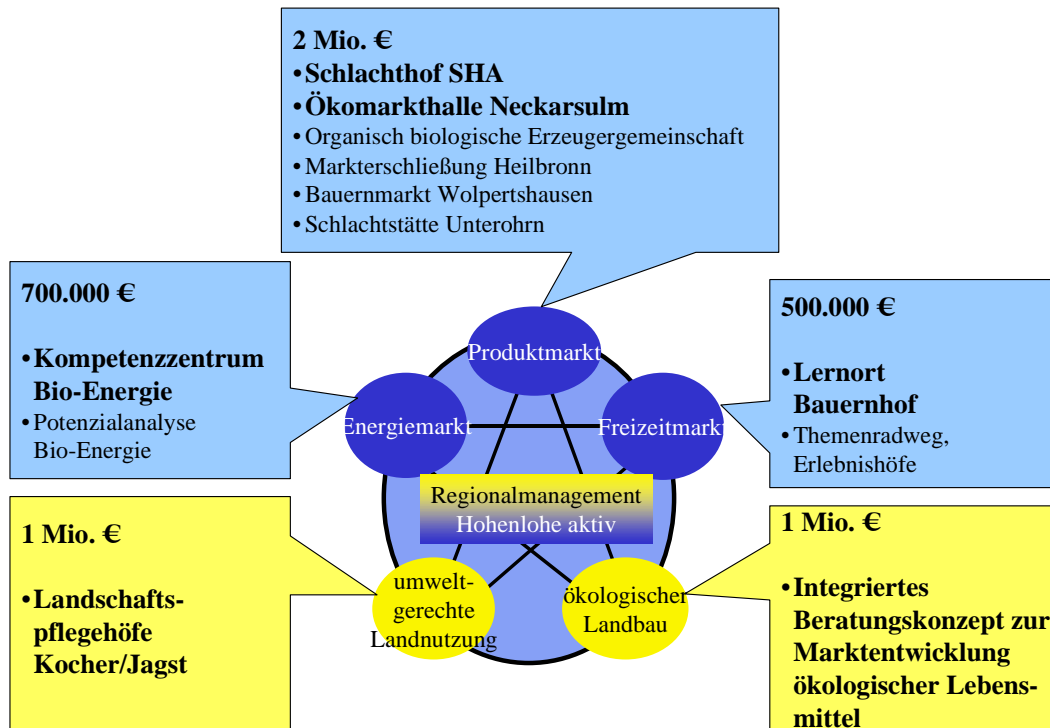 2 Mio. €
• Schlachthof SHA
• Ökomarkthalle Neckarsulm
• Organisch biologische Erzeugergemeinschaft
• Markterschließung Heilbronn
• Bauernmarkt Wolpertshausen
• Schlachtstätte Unterohrn
700.000 €
• Kompetenzzentrum
Bio-Energie
• Potenzialanalyse
Bio-Energie
500.000 €
• Lernort
Bauernhof
• Themenradweg,
Erlebnishöfe
Produktmarkt
Energiemarkt
Freizeitmarkt
Regionalmanagement
Hohenlohe aktiv
umwelt-
gerechte
Landnutzung
ökologischer
Landbau
1 Mio. €
• Landschafts-
pflegehöfe
Kocher/Jagst
1 Mio. €
• Integriertes
Beratungskonzept zur
Marktentwicklung
ökologischer Lebens-
mittel